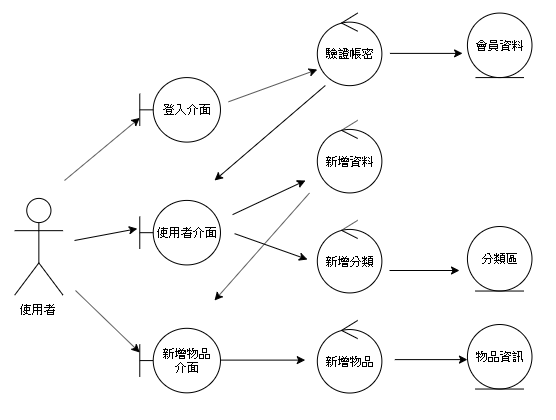 驗證帳密
會員資料
登入介面
新增資料
使用者介面
新增分類
分類區
使用者
新增物品
介面
新增物品
物品資訊